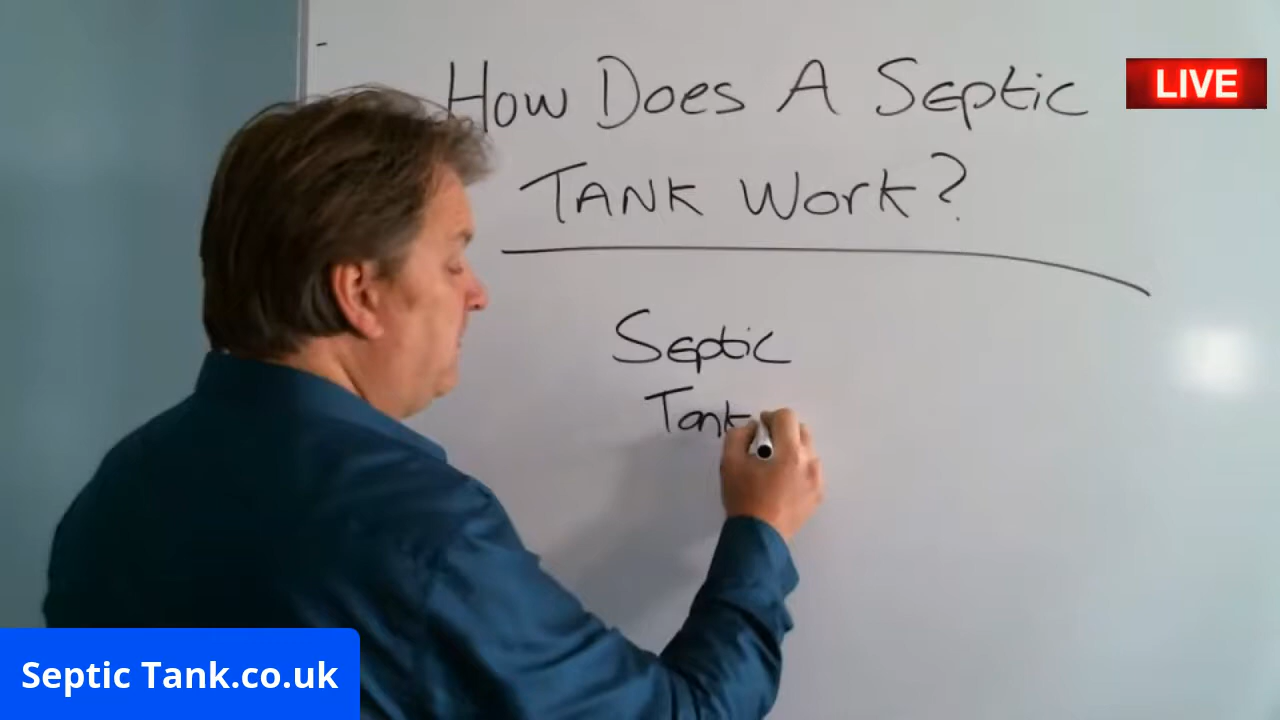 How Does A Septic
LIVE
TANK Work?
Septic
Tank
Septic Tank.co.uk